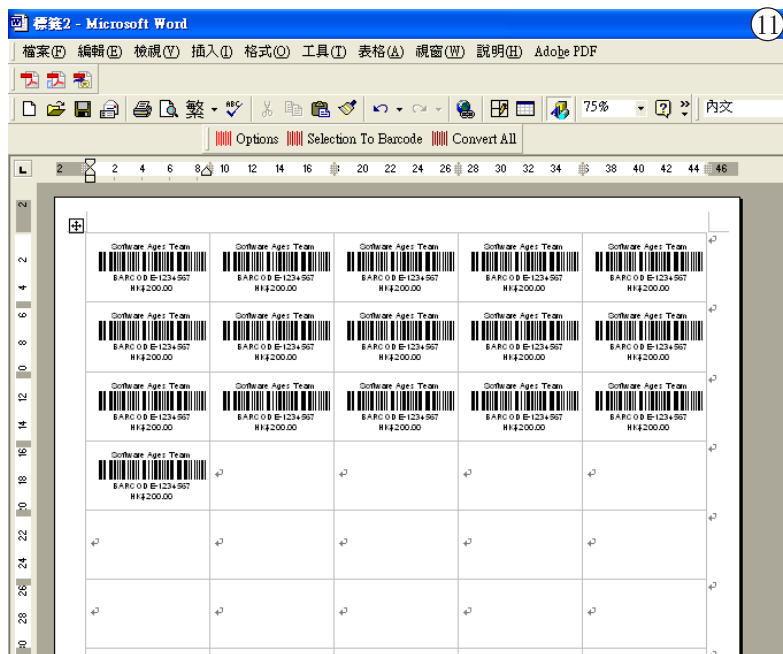 標籤2 - Microsoft Word
⑪
檔案(F) 編輯(E) 檢視(V) 插入(I) 格式(O) 工具(T) 表格(A) 視窗(W) 說明(H) Adobe PDF
繁 ABC 75% 內文
Options Selection To Barcode Convert All
L 2 2 4 6 8 10 12 14 16 18 20 22 24 26 28 30 32 34 36 38 40 42 44 46
Software Ages Team Software Ages Team Software Ages Team Software Ages Team Software Ages Team
BARCODE-1234567 BARCODE-1234567 BARCODE-1234567 BARCODE-1234567 BARCODE-1234567
HK$200.00 HK$200.00 HK$200.00 HK$200.00 HK$200.00
Software Ages Team Software Ages Team Software Ages Team Software Ages Team Software Ages Team
BARCODE-1234567 BARCODE-1234567 BARCODE-1234567 BARCODE-1234567 BARCODE-1234567
HK$200.00 HK$200.00 HK$200.00 HK$200.00 HK$200.00
Software Ages Team Software Ages Team Software Ages Team Software Ages Team Software Ages Team
BARCODE-1234567 BARCODE-1234567 BARCODE-1234567 BARCODE-1234567 BARCODE-1234567
HK$200.00 HK$200.00 HK$200.00 HK$200.00 HK$200.00
Software Ages Team
BARCODE-1234567
HK$200.00